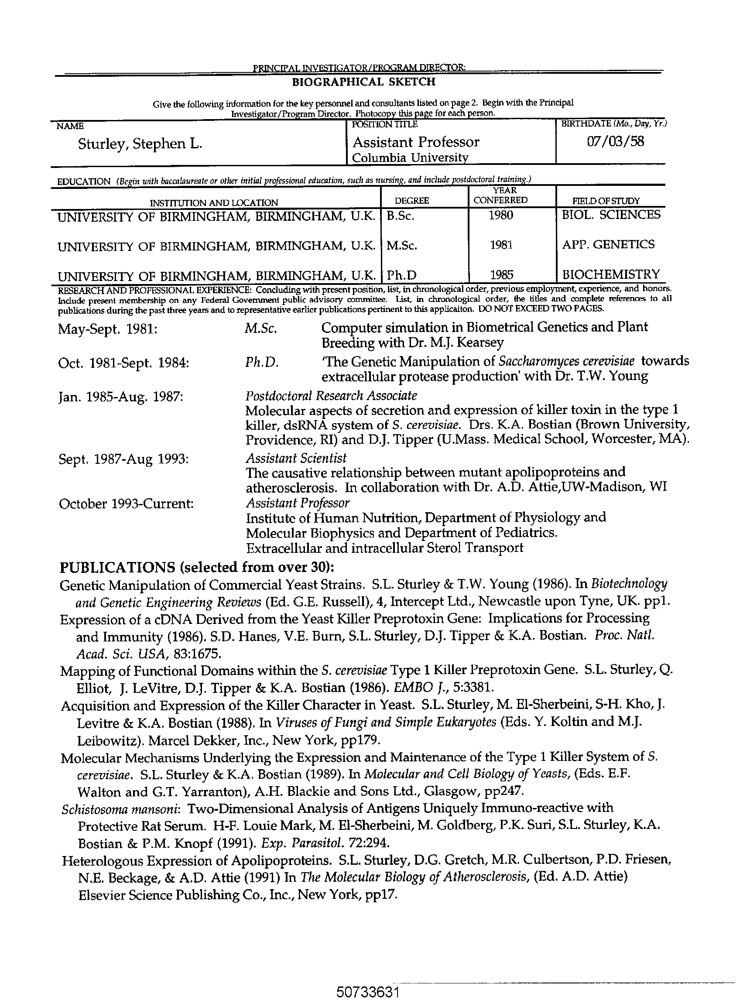 PRINCIPAL INVESTIGATOR/PROGRAM DIRECTOR:
BIOGRAPHICAL SKETCH
Give the following information for the key personnel and consultants listed on page 2. Begin with the Principal
Investigator/Program Director. Photocopy this page for each person.
NAME POSITION TITLE BIRTHDATE (Mo., Day, Yr.)
Sturley, Stephen L. Assistant Professor 07/03/58
Columbia University
EDUCATION (Begin with baccalaureate or other initial professional education, such as nursing, and include postdoctoral training.)
INSTITUTION AND LOCATION DEGREE YEAR CONFERRED FIELD OF STUDY
UNIVERSITY OF BIRMINGHAM, BIRMINGHAM, U.K. B.Sc. 1980 BIOL. SCIENCES
UNIVERSITY OF BIRMINGHAM, BIRMINGHAM, U.K. M.Sc. 1981 APP. GENETICS
UNIVERSITY OF BIRMINGHAM, BIRMINGHAM, U.K. Ph.D 1985 BIOCHEMISTRY
RESEARCH AND PROFESSIONAL EXPERIENCE: Concluding with present position, list, in chronological order, previous employment, experience, and honors.
Include present membership on any Federal Government public advisory committee. List, in chronological order, the titles and complete references to all
publications during the past three years and to representative earlier publications pertinent to this applicaiton. DO NOT EXCEED TWO PAGES.
May-Sept. 1981: M.Sc. Computer simulation in Biometrical Genetics and Plant
Breeding with Dr. M.J. Kearsey
Oct. 1981-Sept. 1984: Ph.D. 'The Genetic Manipulation of Saccharomyces cerevisiae towards
extracellular protease production' with Dr. T.W. Young
Jan. 1985-Aug. 1987: Postdoctoral Research Associate
Molecular aspects of secretion and expression of killer toxin in the type 1
killer, dsRNA system of S. cerevisiae. Drs. K.A. Bostian (Brown University,
Providence, RI) and D.J. Tipper (U.Mass. Medical School, Worcester, MA).
Sept. 1987-Aug 1993: Assistant Scientist
The causative relationship between mutant apolipoproteins and
atherosclerosis. In collaboration with Dr. A.D. Attie,UW-Madison, WI
October 1993-Current: Assistant Professor
Institute of Human Nutrition, Department of Physiology and
Molecular Biophysics and Department of Pediatrics.
Extracellular and intracellular Sterol Transport
PUBLICATIONS (selected from over 30):
Genetic Manipulation of Commercial Yeast Strains. S.L. Sturley & T.W. Young (1986). In Biotechnology
and Genetic Engineering Reviews (Ed. G.E. Russell), 4, Intercept Ltd., Newcastle upon Tyne, UK. pp1.
Expression of a cDNA Derived from the Yeast Killer Preprotoxin Gene: Implications for Processing
and Immunity (1986). S.D. Hanes, V.E. Burn, S.L. Sturley, D.J. Tipper & K.A. Bostian. Proc. Natl.
Acad. Sci. USA, 83:1675.
Mapping of Functional Domains within the S. cerevisiae Type 1 Killer Preprotoxin Gene. S.L. Sturley, Q.
Elliot, J. LeVitre, D.J. Tipper & K.A. Bostian (1986). EMBO J., 5:3381.
Acquisition and Expression of the Killer Character in Yeast. S.L. Sturley, M. El-Sherbeini, S-H. Kho, J.
Levitre & K.A. Bostian (1988). In Viruses of Fungi and Simple Eukaryotes (Eds. Y. Koltin and M.J.
Leibowitz). Marcel Dekker, Inc., New York, pp179.
Molecular Mechanisms Underlying the Expression and Maintenance of the Type 1 Killer System of S.
cerevisiae. S.L. Sturley & K.A. Bostian (1989). In Molecular and Cell Biology of Yeasts, (Eds. E.F.
Walton and G.T. Yarranton), A.H. Blackie and Sons Ltd., Glasgow, pp247.
Schistosoma mansoni: Two-Dimensional Analysis of Antigens Uniquely Immuno-reactive with
Protective Rat Serum. H-F. Louie Mark, M. El-Sherbeini, M. Goldberg, P.K. Suri, S.L. Sturley, K.A.
Bostian & P.M. Knopf (1991). Exp. Parasitol. 72:294.
Heterologous Expression of Apolipoproteins. S.L. Sturley, D.G. Gretch, M.R. Culbertson, P.D. Friesen,
N.E. Beckage, & A.D. Attie (1991) In The Molecular Biology of Atherosclerosis, (Ed. A.D. Attie)
Elsevier Science Publishing Co., Inc., New York, pp17.
50733631